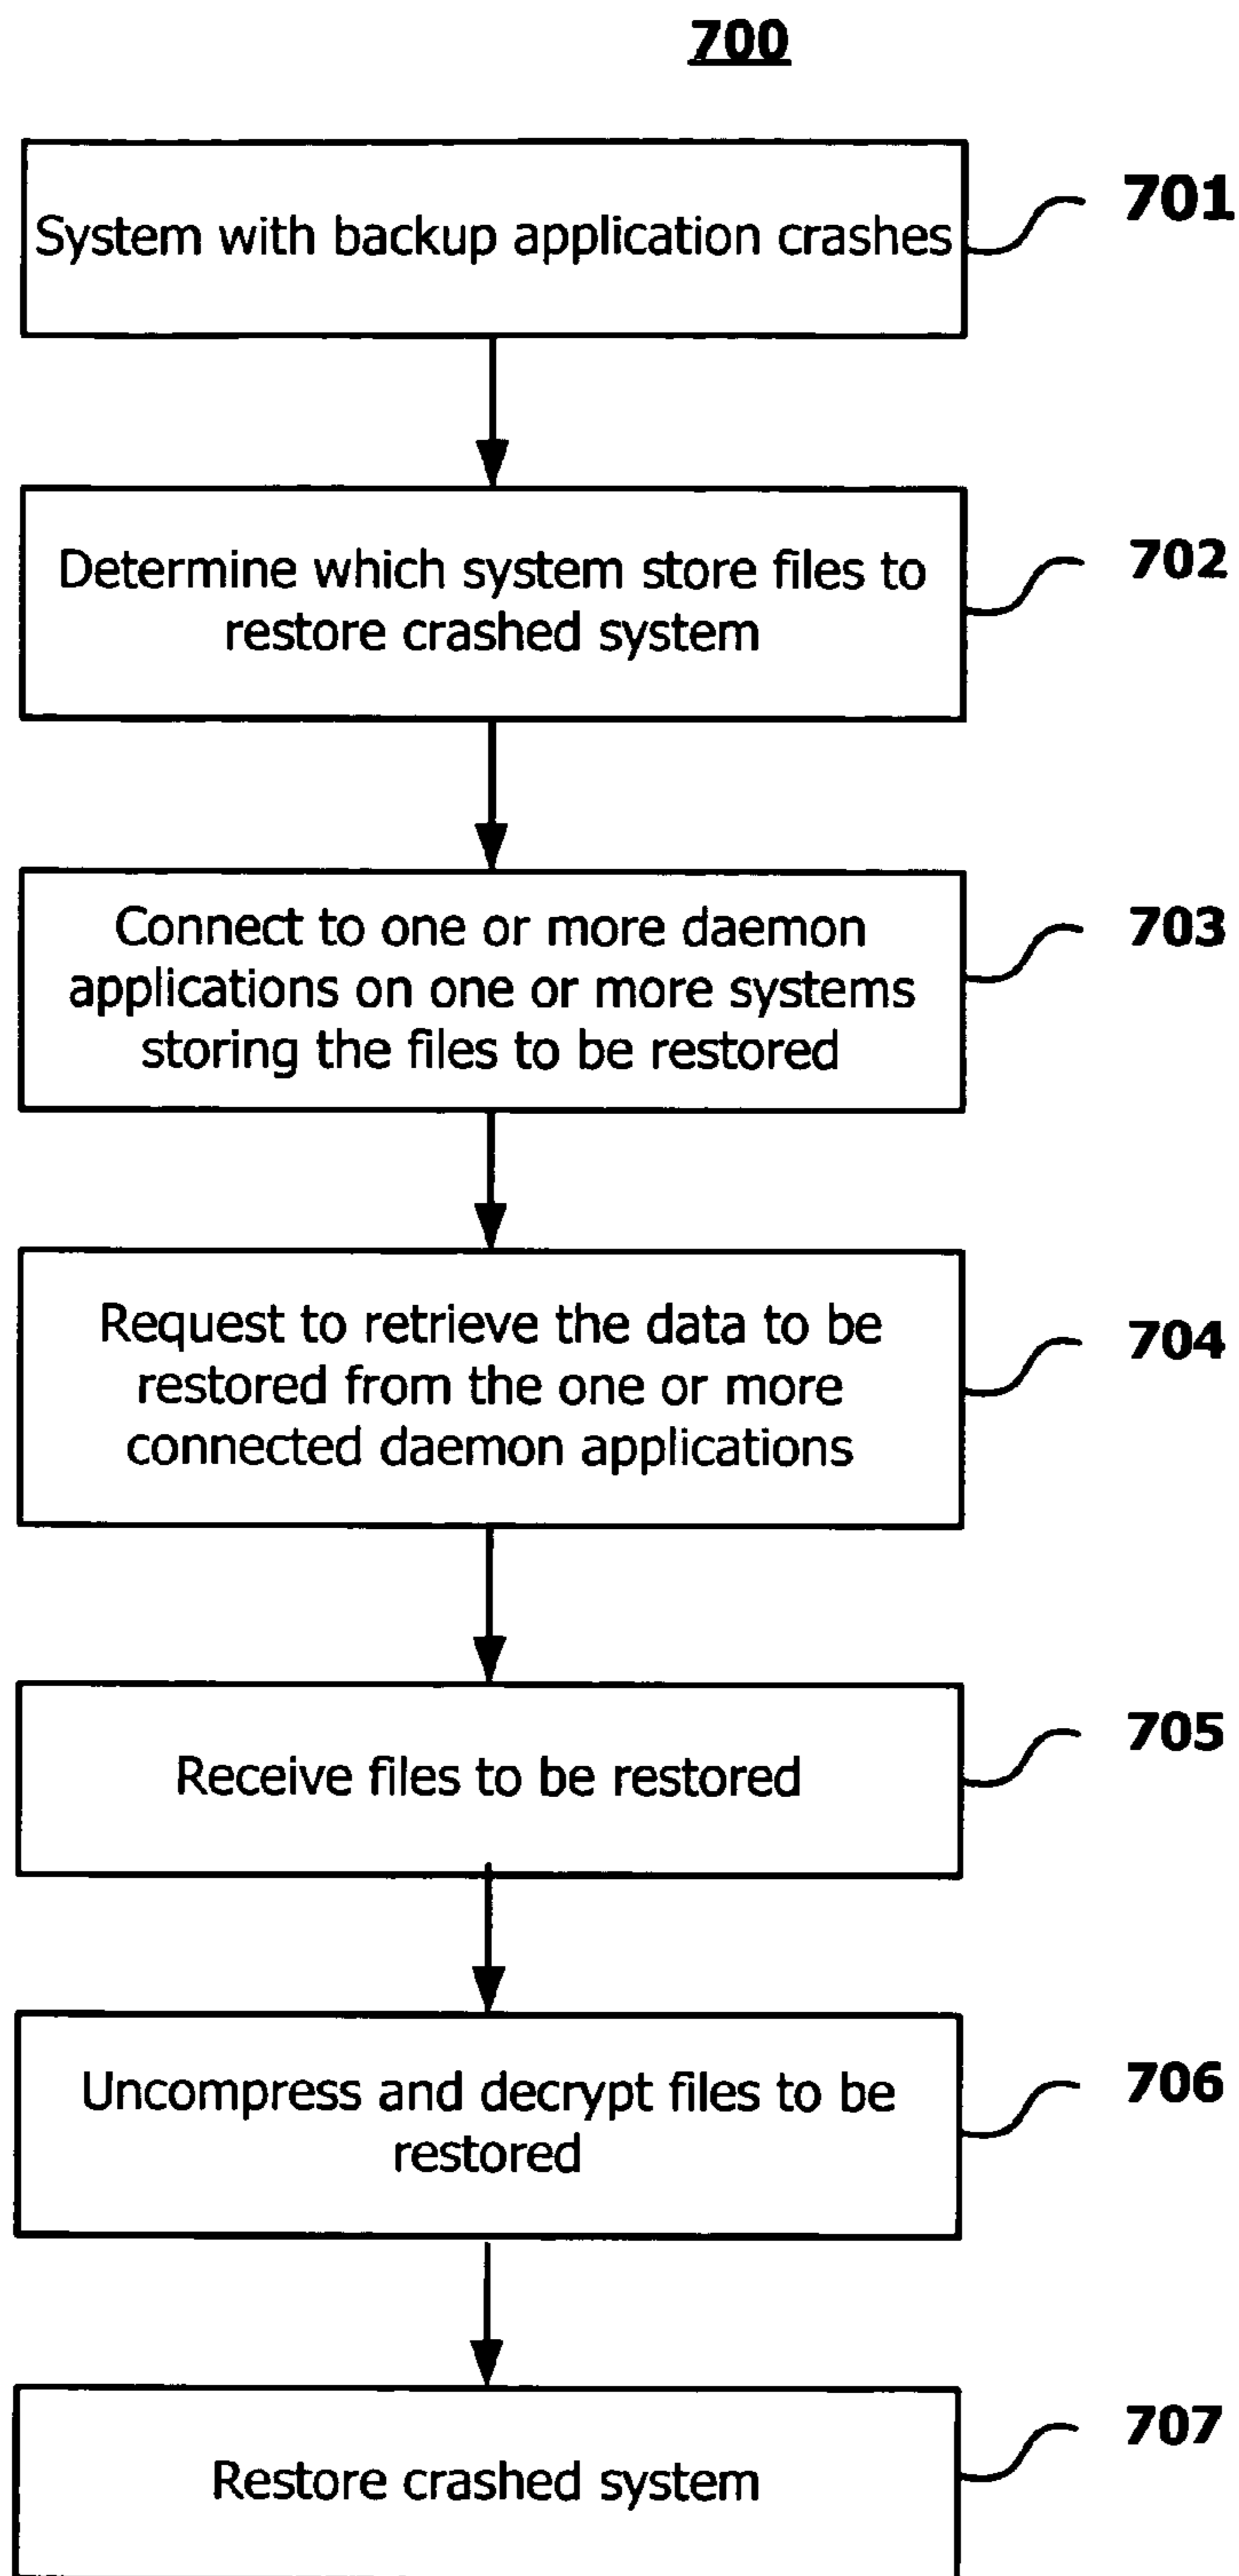 700
System with backup application crashes
701
Determine which system store files to
restore crashed system
702
Connect to one or more daemon
applications on one or more systems
storing the files to be restored
703
Request to retrieve the data to be
restored from the one or more
connected daemon applications
704
Receive files to be restored
705
Uncompress and decrypt files to be
restored
706
Restore crashed system
707